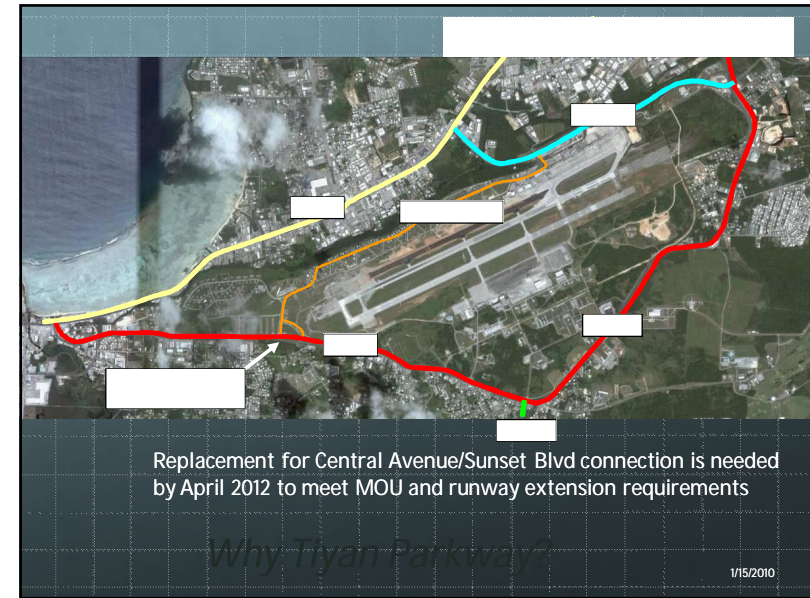 Replacement for Central Avenue/Sunset Blvd connection is needed
by April 2012 to meet MOU and runway extension requirements
Why Tiyan Parkway?
1/15/2010